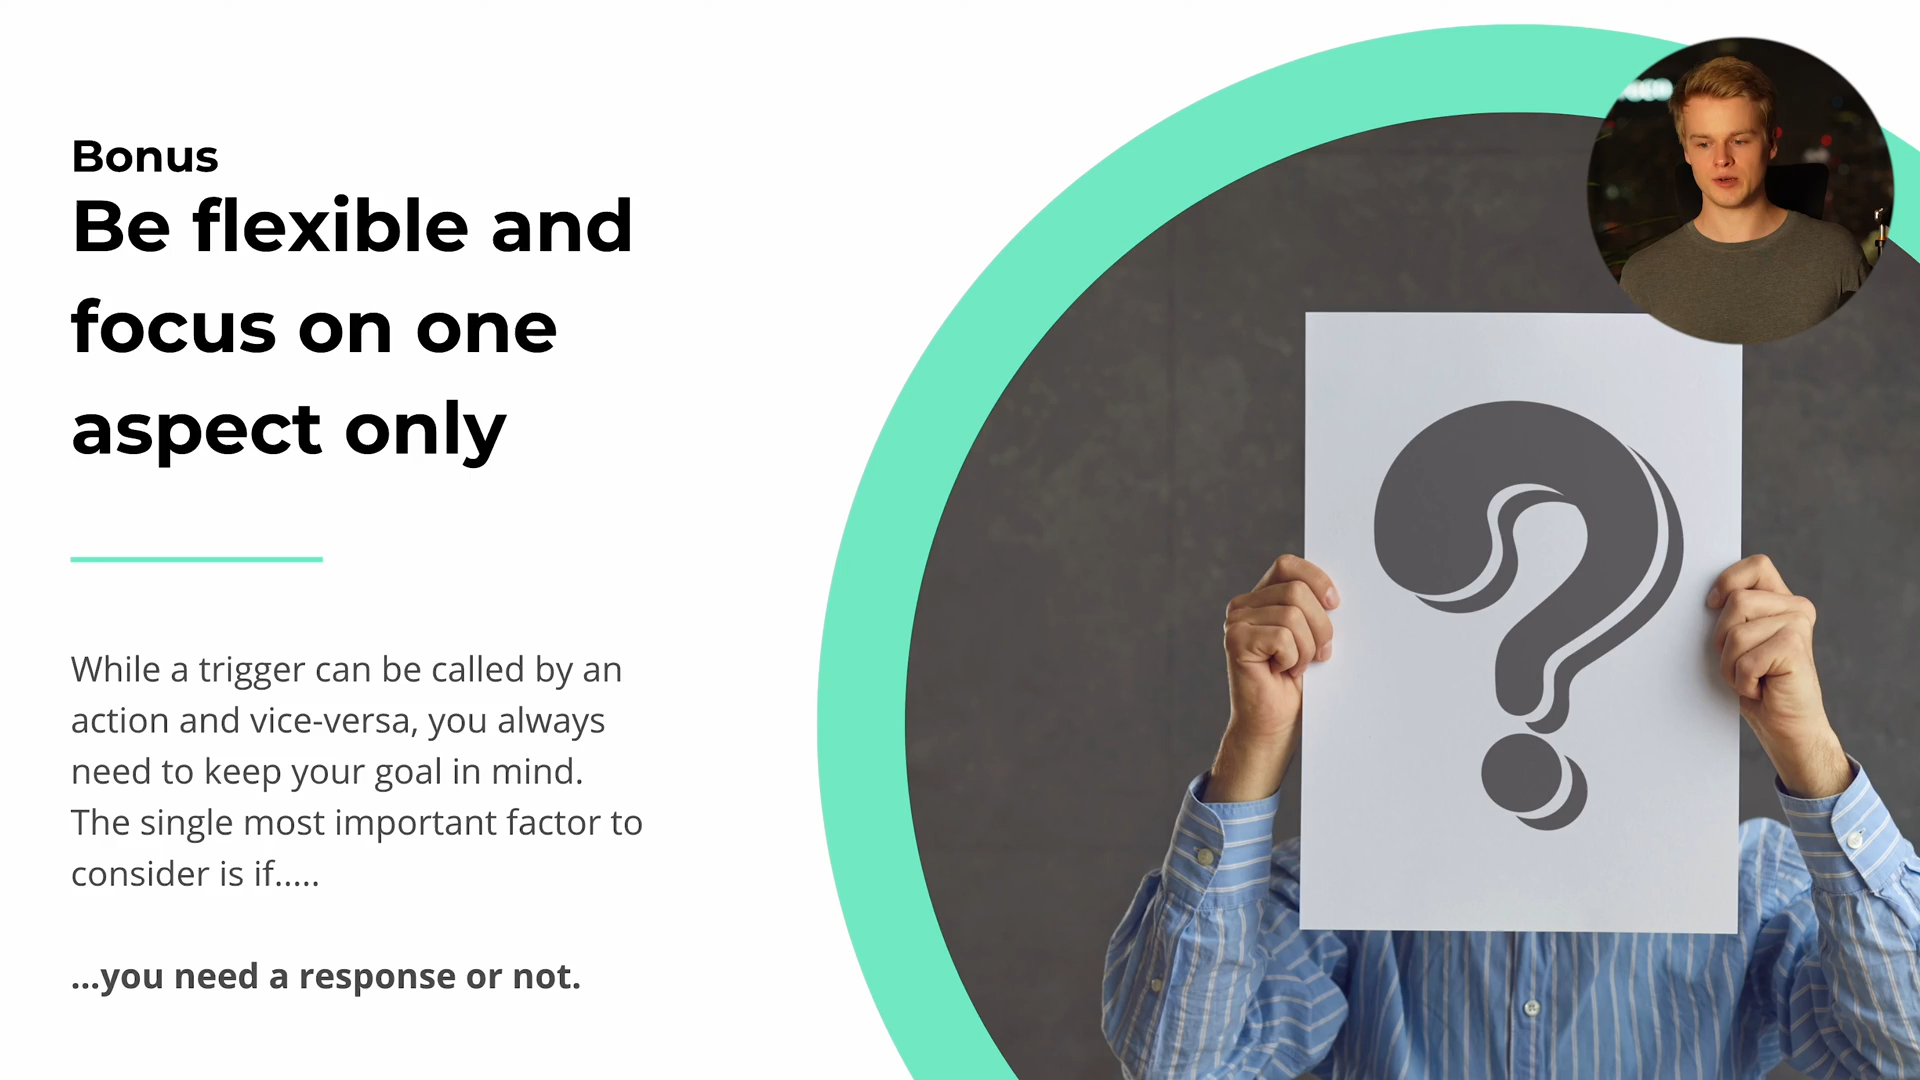 Bonus
Be flexible and
focus on one
aspect only
While a trigger can be called by an
action and vice-versa, you always
need to keep your goal in mind.
The single most important factor to
consider is if.....
...you need a response or not.
?